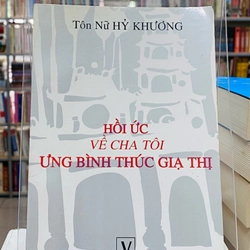 Tôn Nữ HỶ KHƯƠNG
HỒI ỨC
VỀ CHA TÔI
ƯNG BÌNH THÚC GIẠ THỊ
V